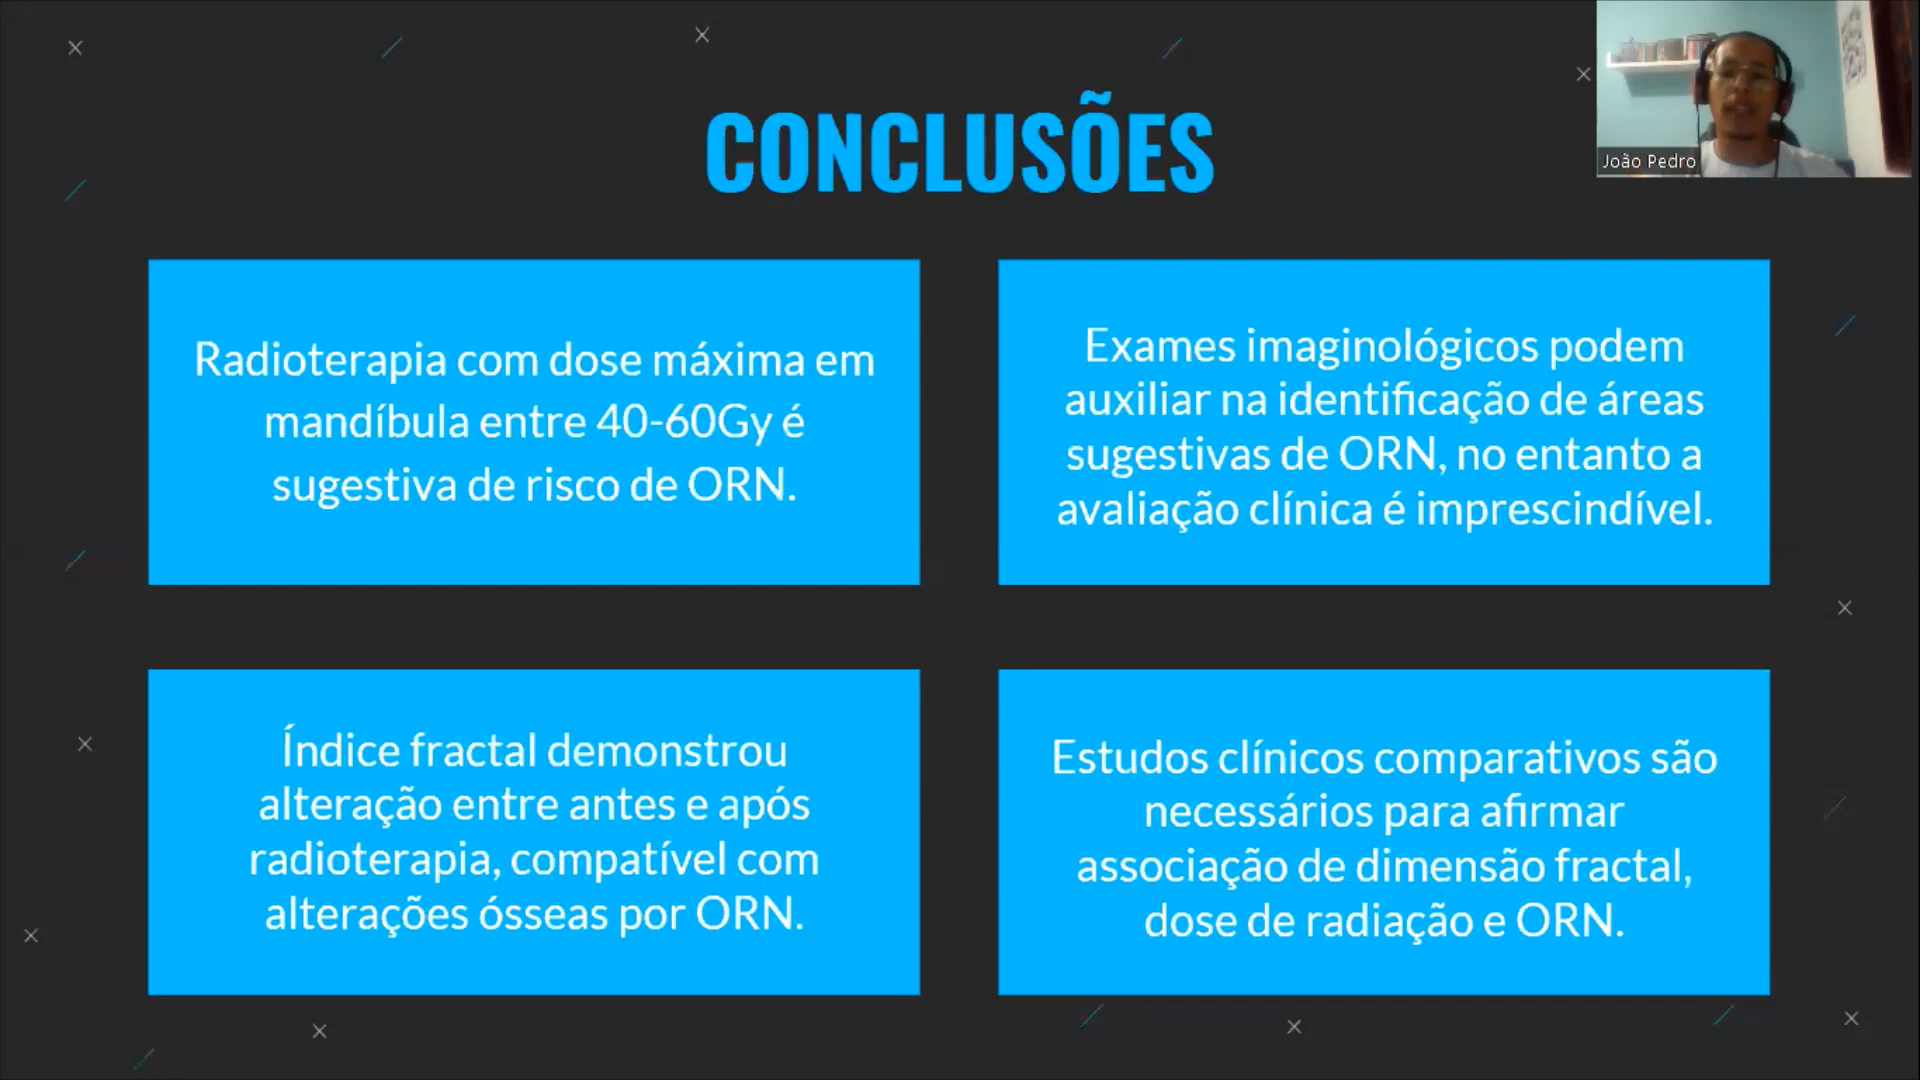 CONCLUSÕES
João Pedro
Radioterapia com dose máxima em
mandíbula entre 40-60Gy é
sugestiva de risco de ORN.
Exames imaginológicos podem
auxiliar na identificação de áreas
sugestivas de ORN, no entanto a
avaliação clínica é imprescindível.
Índice fractal demonstrou
alteração entre antes e após
radioterapia, compatível com
alterações ósseas por ORN.
Estudos clínicos comparativos são
necessários para afirmar
associação de dimensão fractal,
dose de radiação e ORN.